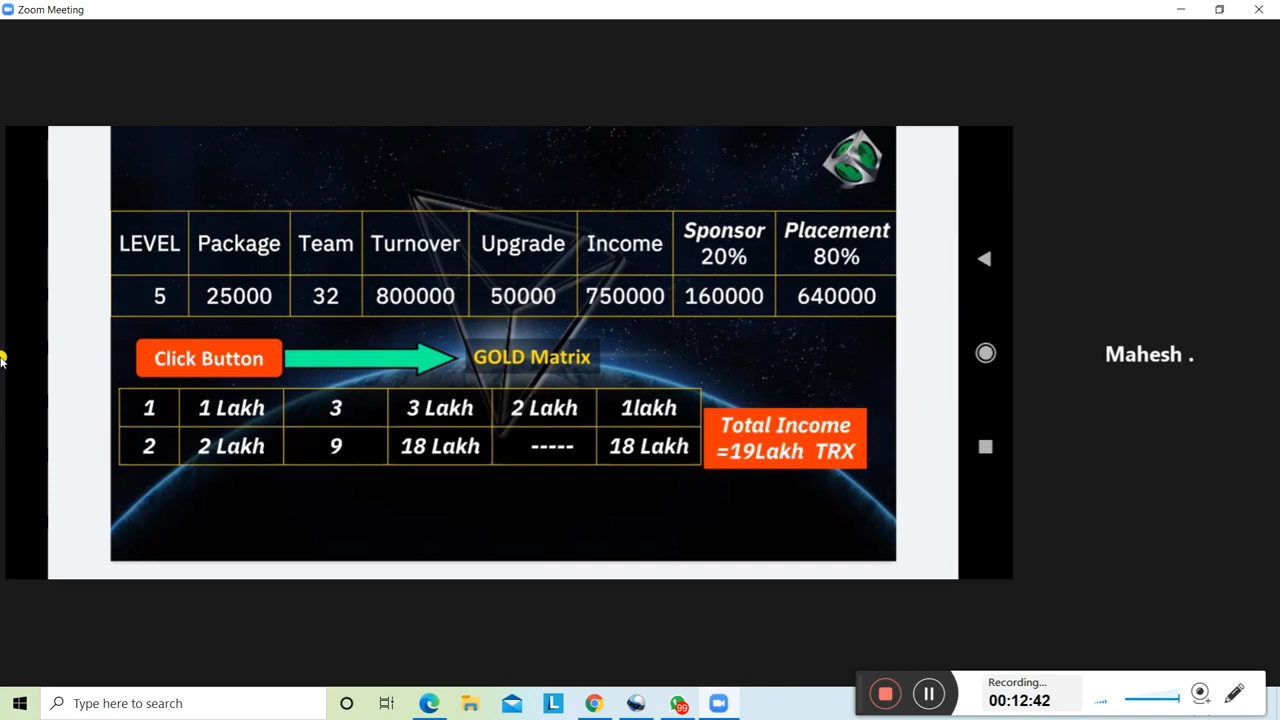 Zoom Meeting
LEVEL Package Team Turnover Upgrade Income Sponsor 20% Placement 80%
5 25000 32 800000 50000 750000 160000 640000
Click Button GOLD Matrix
1 1 Lakh 3 3 Lakh 2 Lakh 1lakh
2 2 Lakh 9 18 Lakh ----- 18 Lakh
Total Income
=19Lakh TRX
Mahesh .
Recording...
00:12:42
Type here to search
L
99